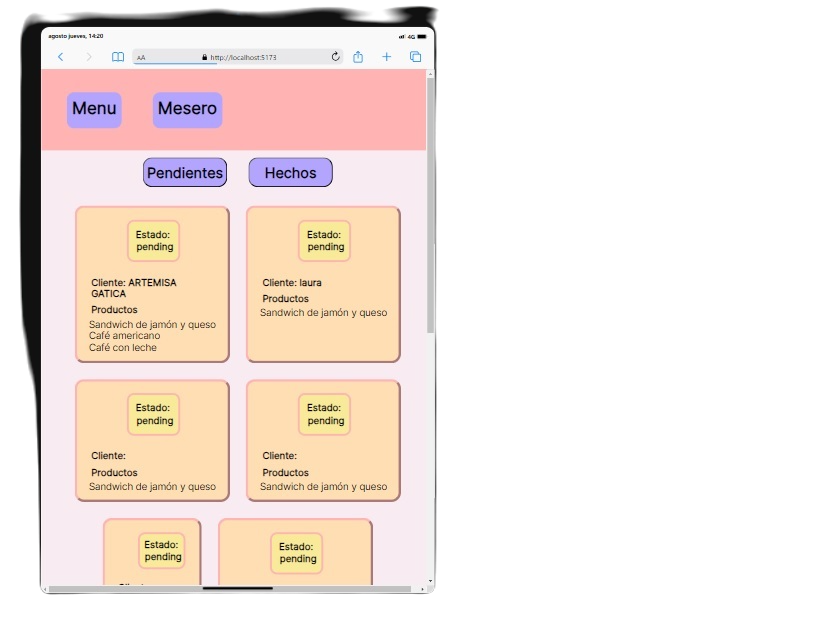 agosto jueves, 14:20
4G
AA
http://localhost:5173
Menu
Mesero
Pendientes
Hechos
Estado:
pending
Cliente: ARTEMISA
GATICA
Productos
Sandwich de jamón y queso
Café americano
Café con leche
Estado:
pending
Cliente: laura
Productos
Sandwich de jamón y queso
Estado:
pending
Cliente:
Productos
Sandwich de jamón y queso
Estado:
pending
Cliente:
Productos
Sandwich de jamón y queso
Estado:
pending
Estado:
pending